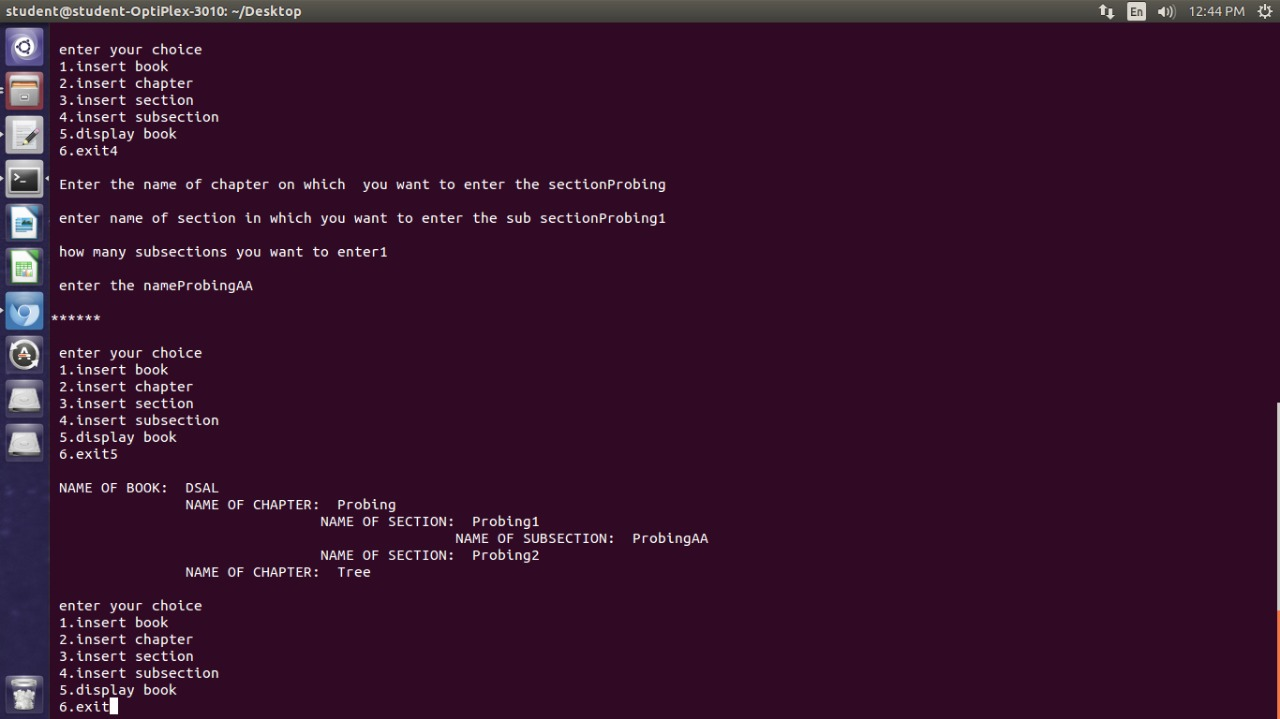 student@student-OptiPlex-3010: ~/Desktop
En
12:44 PM
enter your choice
1.insert book
2.insert chapter
3.insert section
4.insert subsection
5.display book
6.exit4
Enter the name of chapter on which  you want to enter the sectionProbing
enter name of section in which you want to enter the sub sectionProbing1
how many subsections you want to enter1
enter the nameProbingAA
******
enter your choice
1.insert book
2.insert chapter
3.insert section
4.insert subsection
5.display book
6.exit5
NAME OF BOOK:  DSAL
NAME OF CHAPTER:  Probing
NAME OF SECTION:  Probing1
NAME OF SUBSECTION:  ProbingAA
NAME OF SECTION:  Probing2
NAME OF CHAPTER:  Tree
enter your choice
1.insert book
2.insert chapter
3.insert section
4.insert subsection
5.display book
6.exit